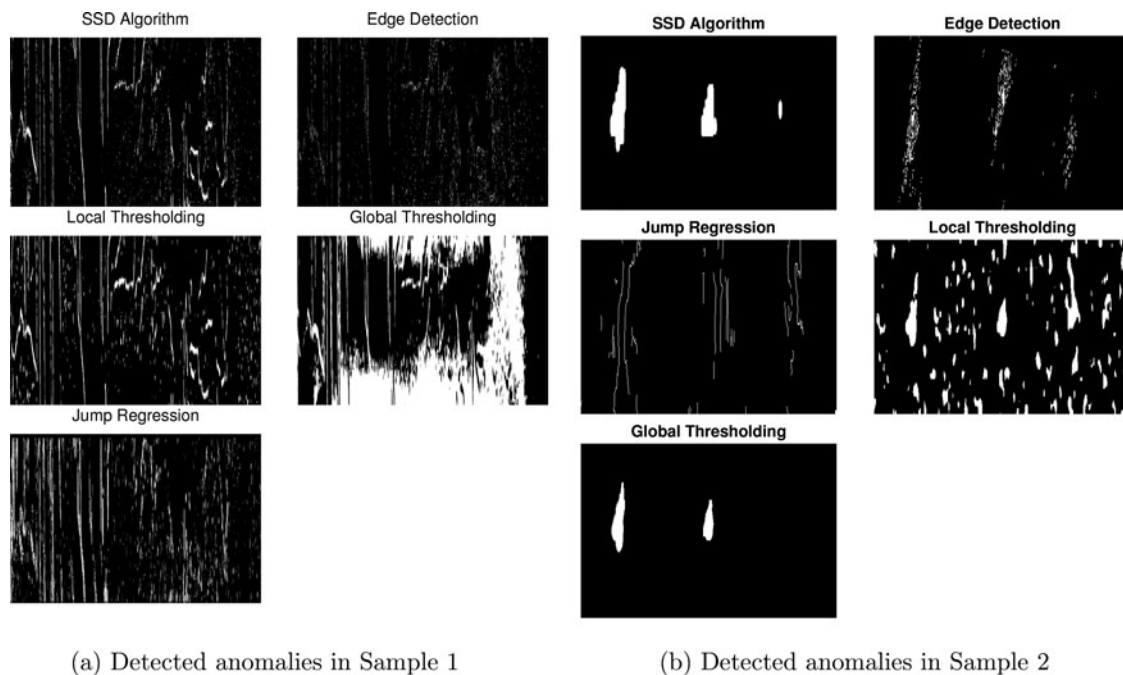 SSD Algorithm
Edge Detection
Local Thresholding
Global Thresholding
Jump Regression
(a) Detected anomalies in Sample 1
SSD Algorithm
Edge Detection
Jump Regression
Local Thresholding
Global Thresholding
(b) Detected anomalies in Sample 2